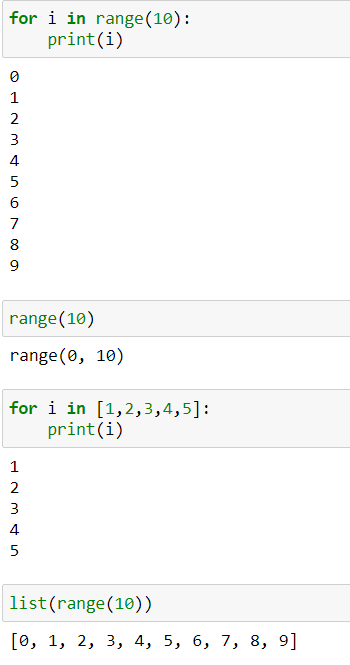 for i in range(10):
    print(i)
0
1
2
3
4
5
6
7
8
9
range(10)
range(0, 10)
for i in [1,2,3,4,5]:
    print(i)
1
2
3
4
5
list(range(10))
[0, 1, 2, 3, 4, 5, 6, 7, 8, 9]